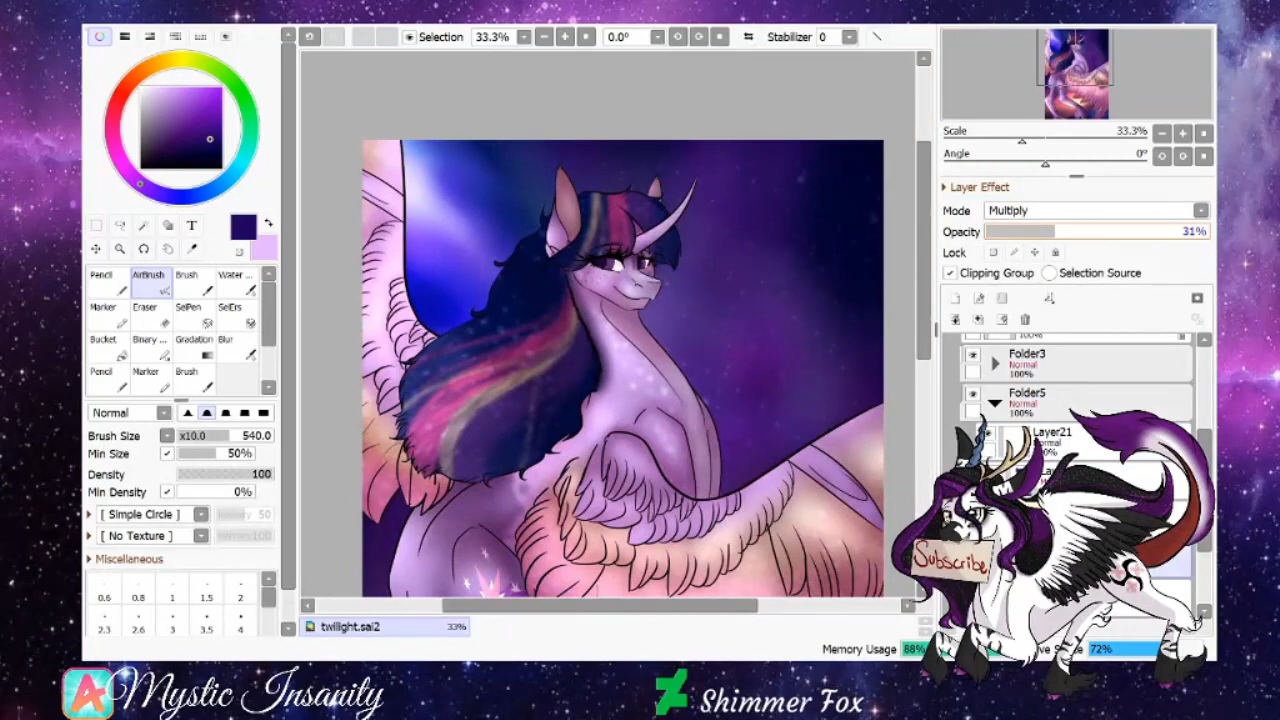 Selection 33.3% 0.0° Stabilizer 0
Scale 33.3%
Angle 0°
Layer Effect
Mode Multiply
Opacity 31%
Lock
Clipping Group Selection Source
T
Pencil AirBrush Brush Water ...
Marker Eraser SelPen SelErs
Bucket Binary ... Gradation Blur
Pencil Marker Brush
Normal
Brush Size x10.0 540.0
Min Size 50%
Density 100
Min Density 0%
[ Simple Circle ] 50
[ No Texture ] 100
Miscellaneous
0.6 0.8 1 1.5 2
2.3 2.6 3 3.5 4
100%
Folder3
Normal
100%
Folder5
Normal
100%
Layer21
Subscribe
twilight.sai2 33%
Memory Usage 88% 72%
Mystic Insanity
Shimmer Fox